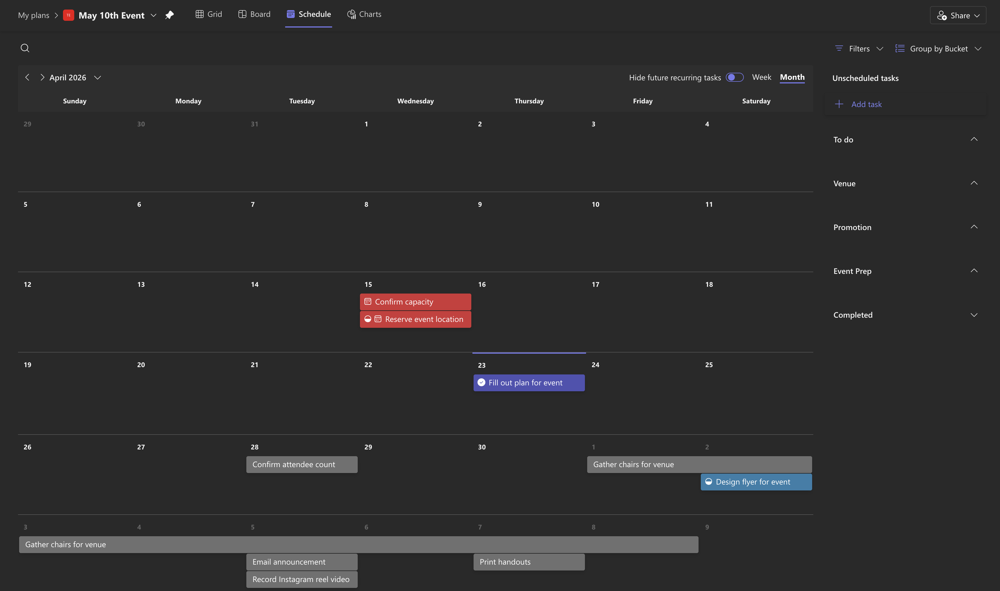 My plans TE May 10th Event Grid Board Schedule Charts Share
Filters Group by Bucket
April 2026 Hide future recurring tasks Week Month
Sunday Monday Tuesday Wednesday Thursday Friday Saturday
29 30 31 1 2 3 4
5 6 7 8 9 10 11
12 13 14 15 16 17 18
Confirm capacity
Reserve event location
19 20 21 22 23 24 25
Fill out plan for event
26 27 28 29 30 1 2
Confirm attendee count Gather chairs for venue
Design flyer for event
3 4 5 6 7 8 9
Gather chairs for venue
Email announcement Print handouts
Record Instagram reel video
Unscheduled tasks
Add task
To do
Venue
Promotion
Event Prep
Completed